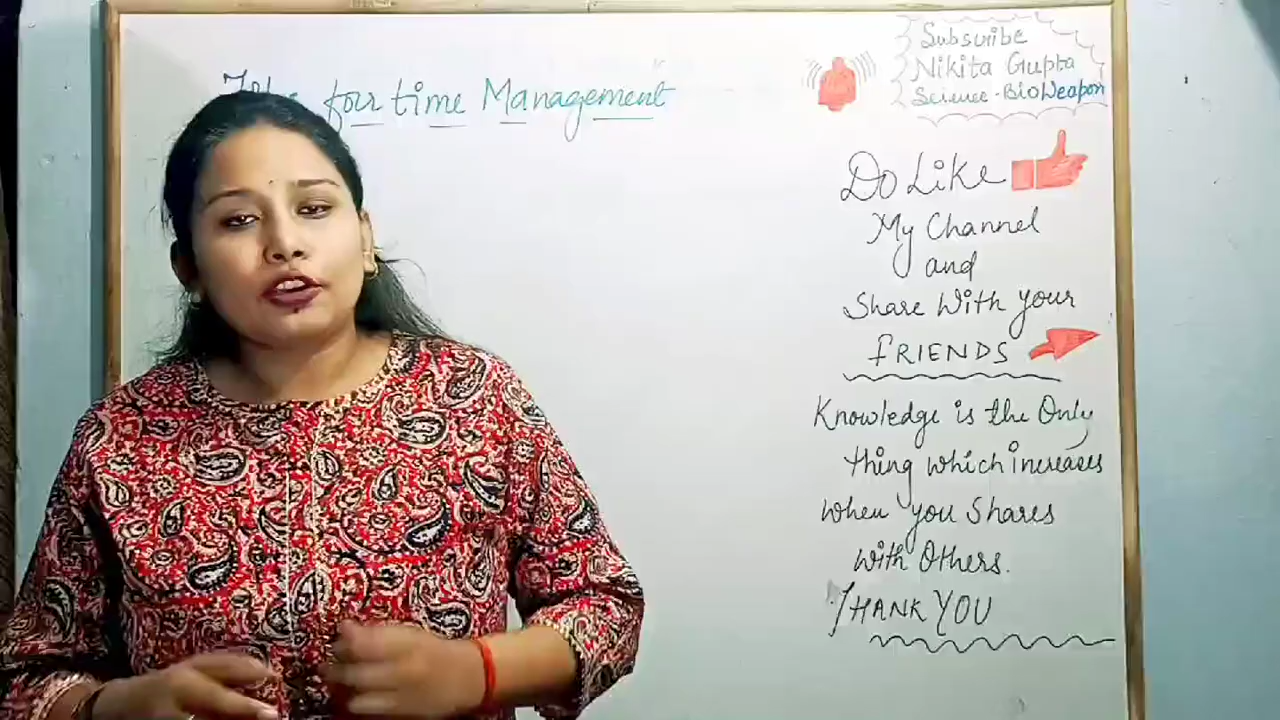 for time Management
Subscribe
Nikita Gupta
Science-BioWeapon
Do Like
My Channel
and
Share With your
fRIENDS
Knowledge is the Only
thing which increases
When you Shares
with Others.
THANK YOU